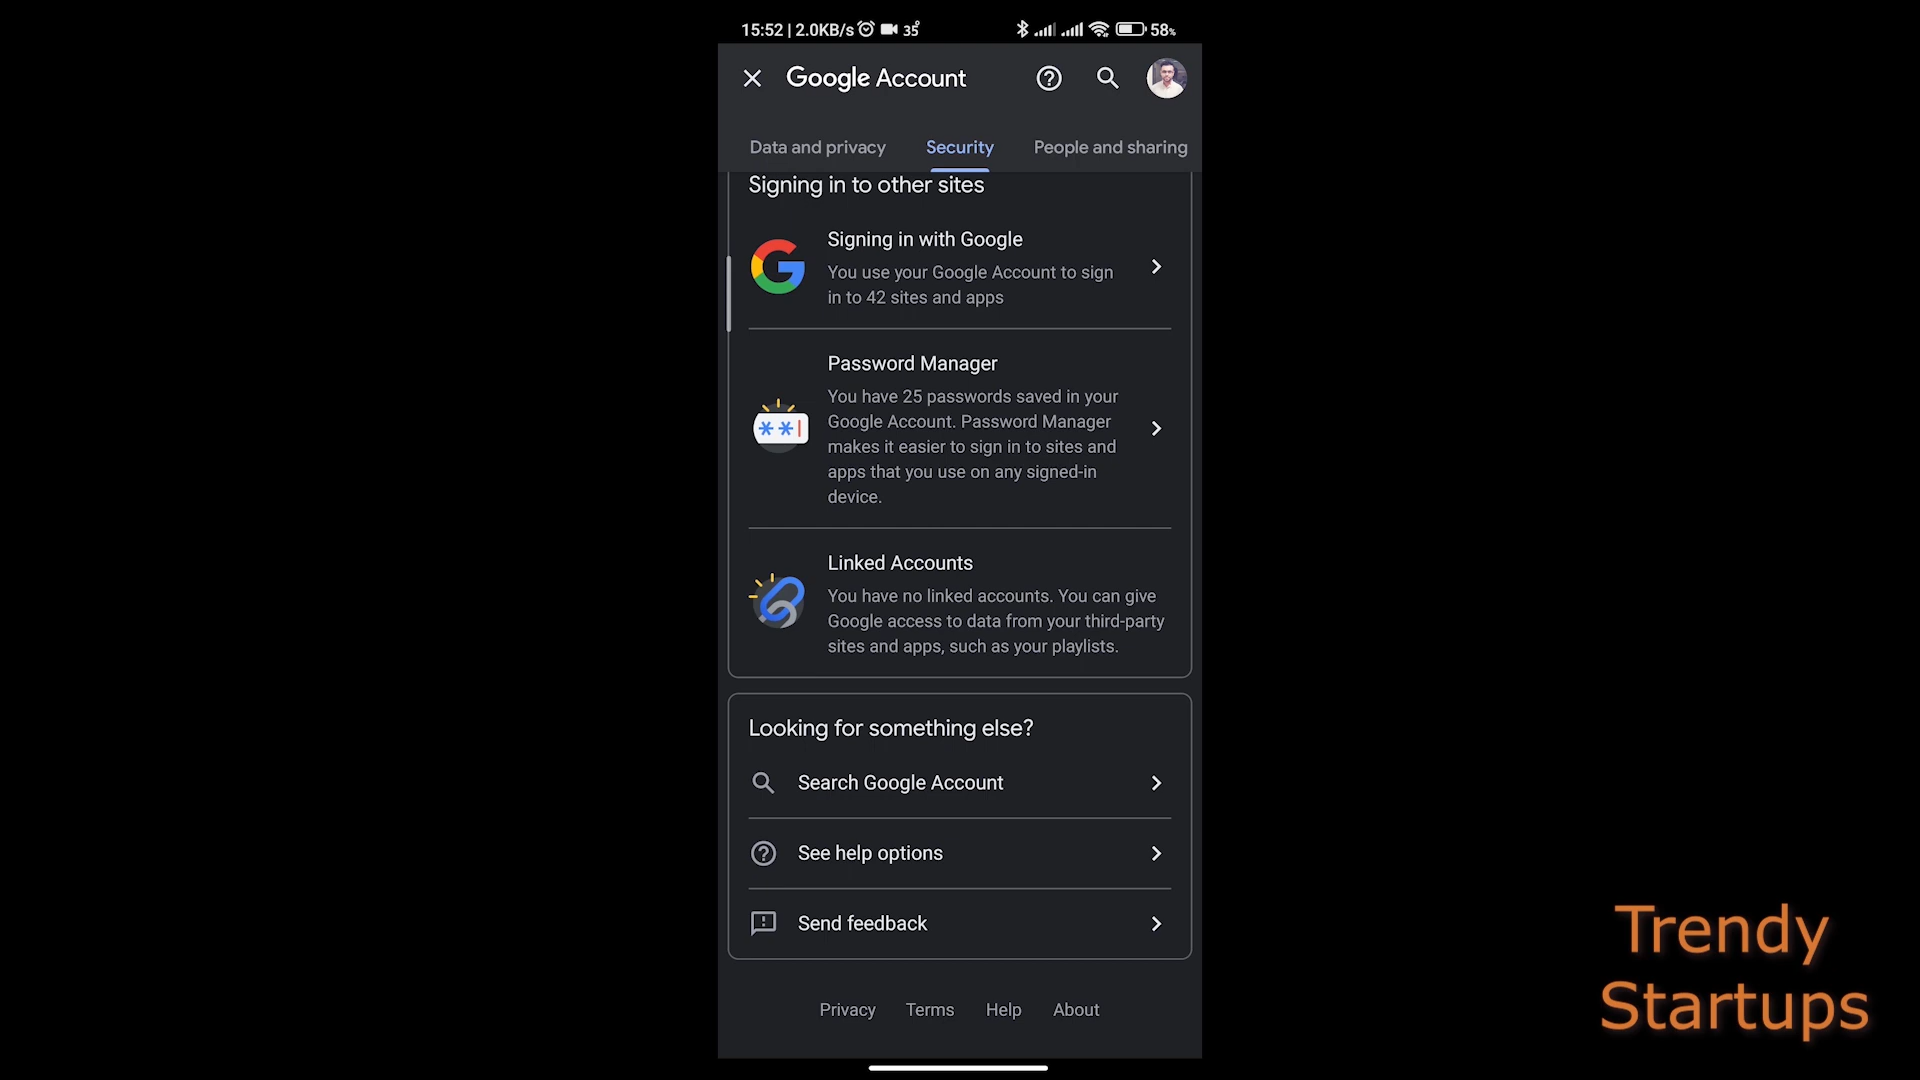 15:52 | 2.0KB/s 35° 58%
Google Account
Data and privacy Security People and sharing
Signing in to other sites
Signing in with Google
You use your Google Account to sign
in to 42 sites and apps
Password Manager
You have 25 passwords saved in your
Google Account. Password Manager
makes it easier to sign in to sites and
apps that you use on any signed-in
device.
Linked Accounts
You have no linked accounts. You can give
Google access to data from your third-party
sites and apps, such as your playlists.
Looking for something else?
Search Google Account
See help options
Send feedback
Privacy Terms Help About
Trendy
Startups